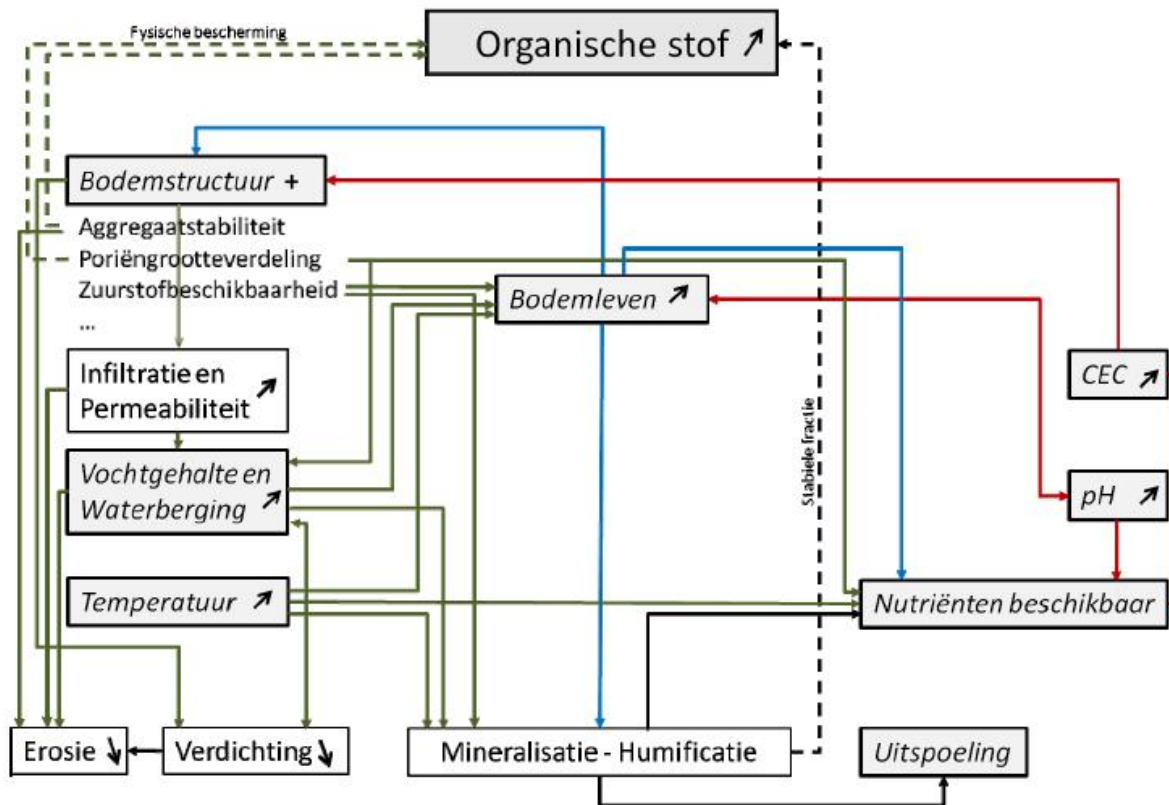 Fysische bescherming
Organische stof
Bodemstructuur +
Aggregaatstabiliteit
Poriëngrootteverdeling
Zuurstofbeschikbaarheid
...
Bodemleven
Infiltratie en
Permeabiliteit
CEC
Stabiele fractie
Vochtgehalte en
Waterberging
pH
Temperatuur
Nutriënten beschikbaar
Erosie
Verdichting
Mineralisatie - Humificatie
Uitspoeling